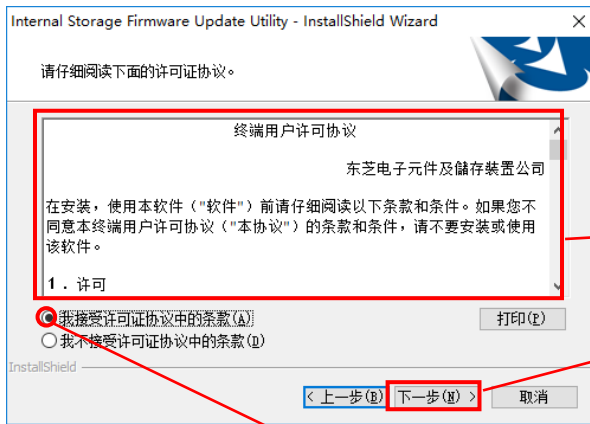 Internal Storage Firmware Update Utility - InstallShield Wizard
请仔细阅读下面的许可证协议。
终端用户许可协议
东芝电子元件及儲存裝置公司
在安装，使用本软件（"软件"）前请仔细阅读以下条款和条件。如果您不
同意本终端用户许可协议（"本协议"）的条款和条件，请不要安装或使用
该软件。
1．许可
我接受许可证协议中的条款(A)
打印(P)
我不接受许可证协议中的条款(D)
InstallShield
< 上一步(B)
下一步(N) >
取消